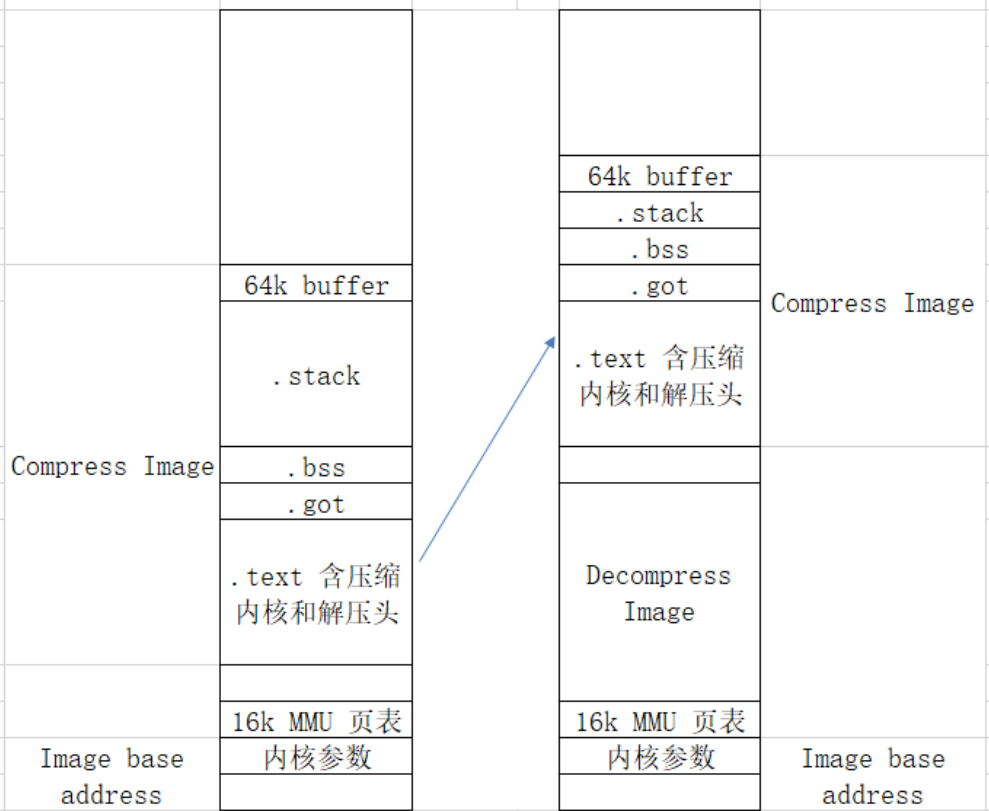 64k buffer
.stack
.bss
.got
.text 含压缩
内核和解压头
16k MMU 页表
内核参数
Compress Image
Image base
address
64k buffer
.stack
.bss
.got
.text 含压缩
内核和解压头
Decompress
Image
16k MMU 页表
内核参数
Compress Image
Image base
address